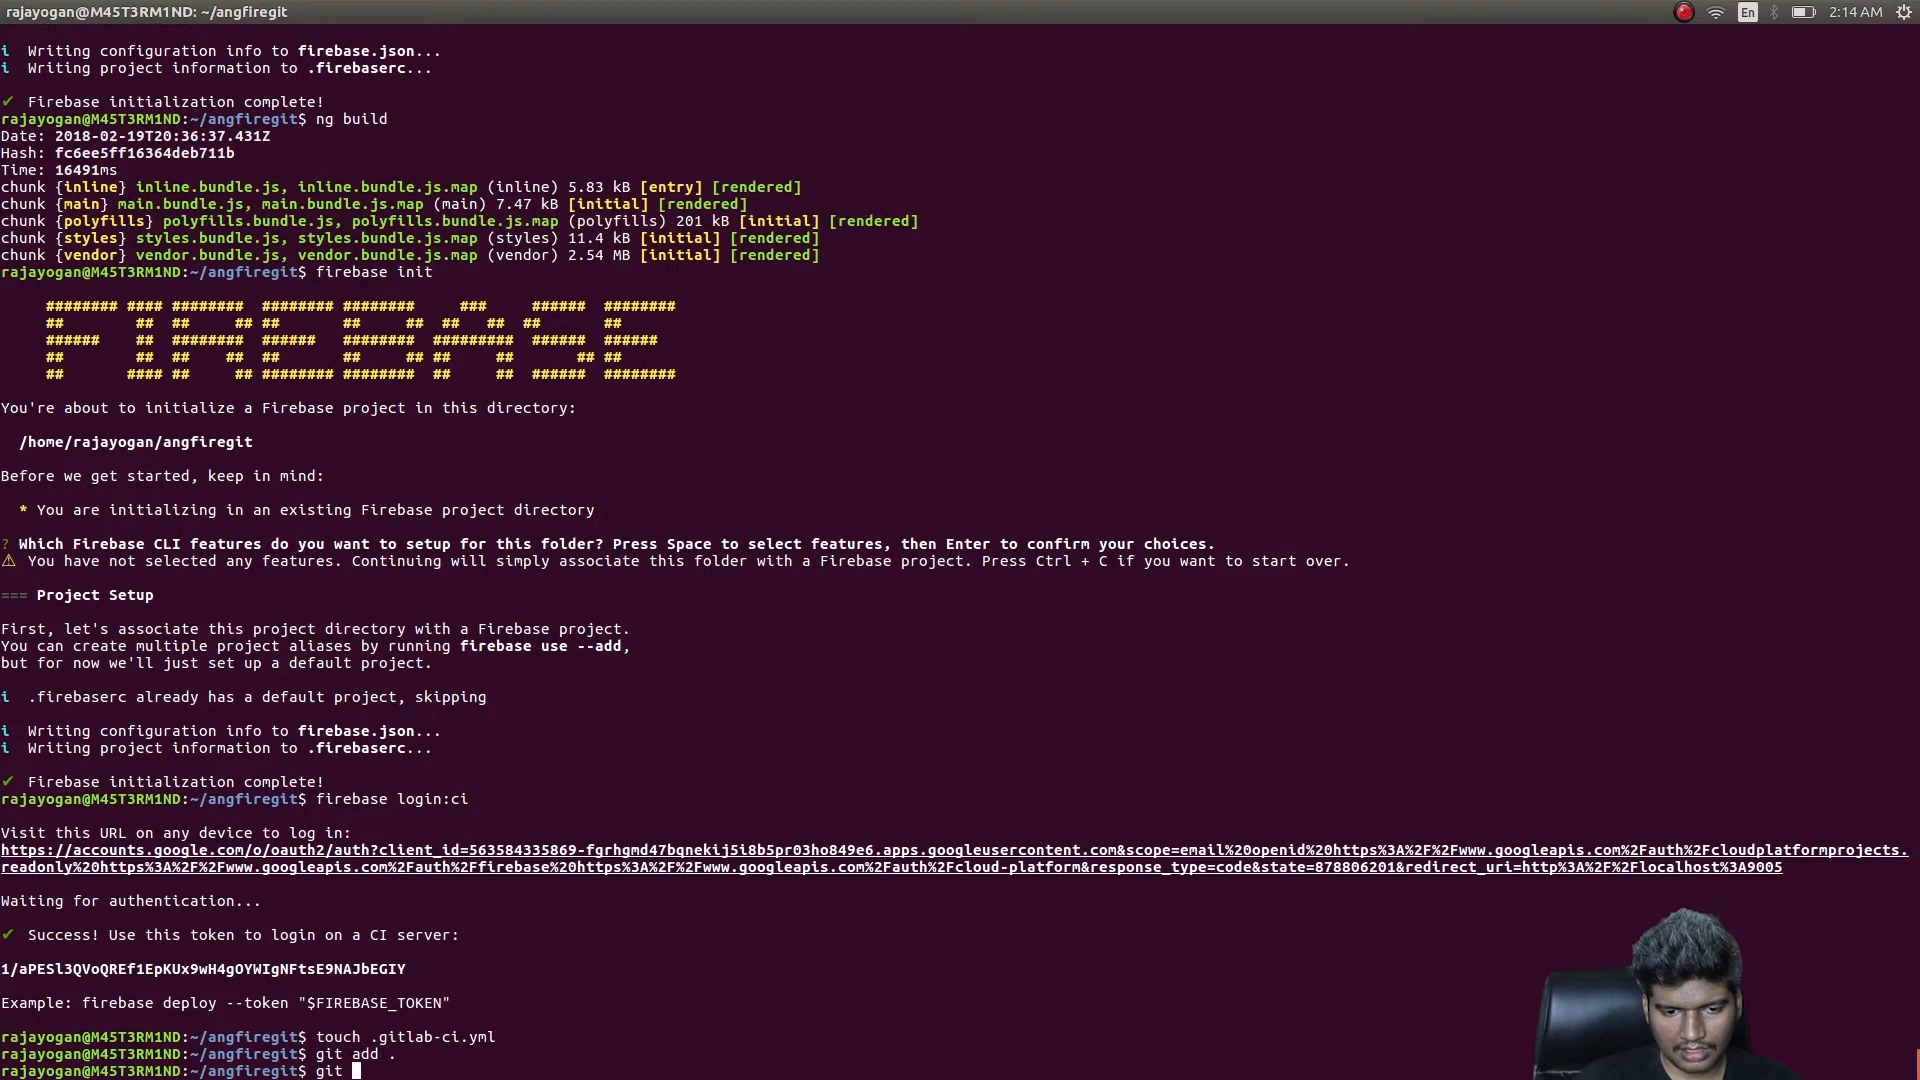 rajayogan@M45T3RM1ND: ~/angfiregit
En
2:14 AM
i  Writing configuration info to firebase.json...
i  Writing project information to .firebaserc...
✔  Firebase initialization complete!
rajayogan@M45T3RM1ND:~/angfiregit$ ng build
Date: 2018-02-19T20:36:37.431Z
Hash: fc6ee5ff16364deb711b
Time: 16491ms
chunk {inline} inline.bundle.js, inline.bundle.js.map (inline) 5.83 kB [entry] [rendered]
chunk {main} main.bundle.js, main.bundle.js.map (main) 7.47 kB [initial] [rendered]
chunk {polyfills} polyfills.bundle.js, polyfills.bundle.js.map (polyfills) 201 kB [initial] [rendered]
chunk {styles} styles.bundle.js, styles.bundle.js.map (styles) 11.4 kB [initial] [rendered]
chunk {vendor} vendor.bundle.js, vendor.bundle.js.map (vendor) 2.54 MB [initial] [rendered]
rajayogan@M45T3RM1ND:~/angfiregit$ firebase init
     ######## #### ########  ######## ########     ###     ######  ########
     ##        ##  ##     ## ##       ##     ##  ##   ##  ##       ##
     ######    ##  ########  ######   ########  #########  ######  ######
     ##        ##  ##    ##  ##       ##     ## ##     ##       ## ##
     ##       #### ##     ## ######## ########  ##     ##  ######  ########
You're about to initialize a Firebase project in this directory:
  /home/rajayogan/angfiregit
Before we get started, keep in mind:
  * You are initializing in an existing Firebase project directory
? Which Firebase CLI features do you want to setup for this folder? Press Space to select features, then Enter to confirm your choices.
⚠  You have not selected any features. Continuing will simply associate this folder with a Firebase project. Press Ctrl + C if you want to start over.
=== Project Setup
First, let's associate this project directory with a Firebase project.
You can create multiple project aliases by running firebase use --add,
but for now we'll just set up a default project.
i  .firebaserc already has a default project, skipping
i  Writing configuration info to firebase.json...
i  Writing project information to .firebaserc...
✔  Firebase initialization complete!
rajayogan@M45T3RM1ND:~/angfiregit$ firebase login:ci
Visit this URL on any device to log in:
https://accounts.google.com/o/oauth2/auth?client_id=563584335869-fgrhgmd47bqnekij5i8b5pr03ho849e6.apps.googleusercontent.com&scope=email%20openid%20https%3A%2F%2Fwww.googleapis.com%2Fauth%2Fcloudplatformprojects.
readonly%20https%3A%2F%2Fwww.googleapis.com%2Fauth%2Ffirebase%20https%3A%2F%2Fwww.googleapis.com%2Fauth%2Fcloud-platform&response_type=code&state=878806201&redirect_uri=http%3A%2F%2Flocalhost%3A9005
Waiting for authentication...
✔  Success! Use this token to login on a CI server:
1/aPESl3QVoQREf1EpKUx9wH4gOYWIgNFtsE9NAJbEGIY
Example: firebase deploy --token "$FIREBASE_TOKEN"
rajayogan@M45T3RM1ND:~/angfiregit$ touch .gitlab-ci.yml
rajayogan@M45T3RM1ND:~/angfiregit$ git add .
rajayogan@M45T3RM1ND:~/angfiregit$ git